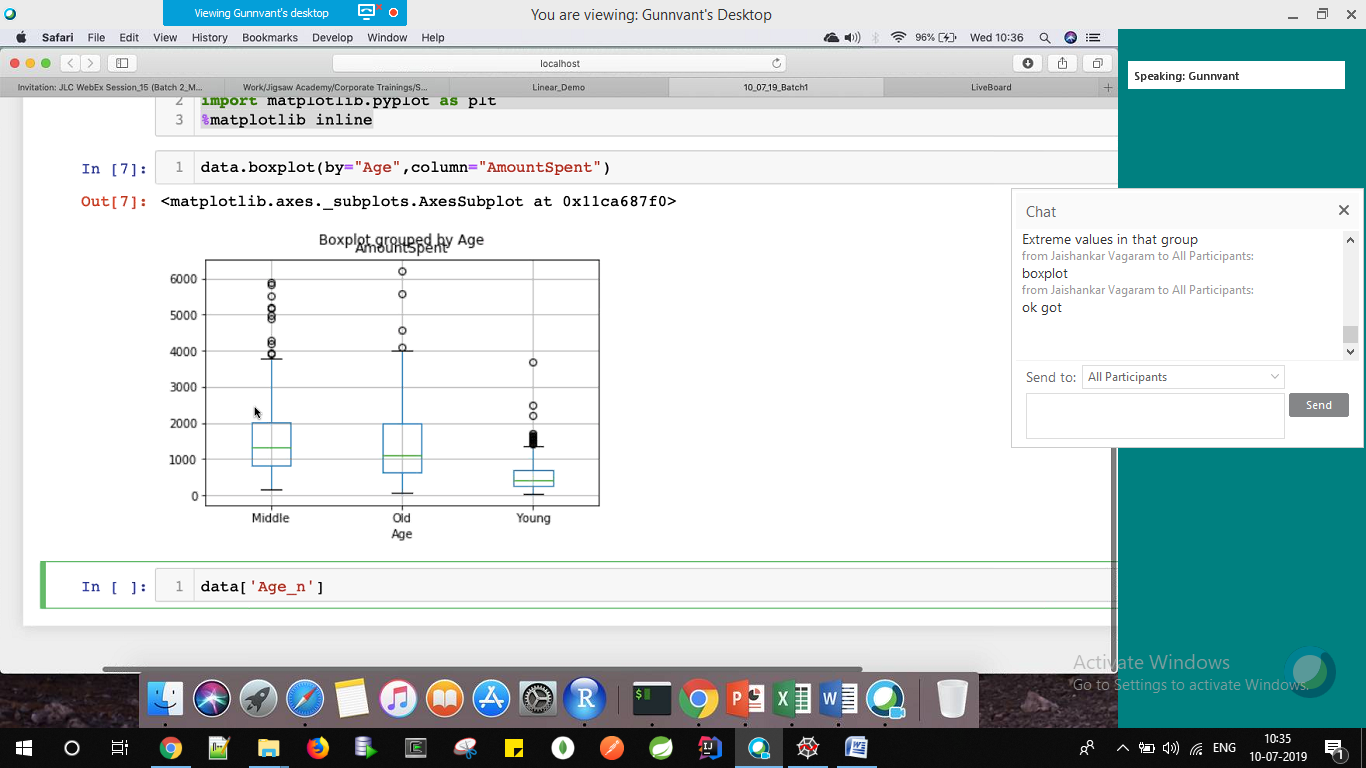 Viewing Gunnvant's desktop
You are viewing: Gunnvant's Desktop
Safari File Edit View History Bookmarks Develop Window Help
96% Wed 10:36
localhost
Invitation: JLC WebEx Session_15 (Batch 2_M...
Work/Jigsaw Academy/Corporate Trainings/S...
Linear_Demo
10_07_19_Batch1
LiveBoard
Speaking: Gunnvant
2 import matplotlib.pyplot as plt
3 %matplotlib inline
In [7]: 1 data.boxplot(by="Age",column="AmountSpent")
Out[7]: <matplotlib.axes._subplots.AxesSubplot at 0x11ca687f0>
Boxplot grouped by Age
AmountSpent
6000
5000
4000
3000
2000
1000
0
Middle Old Young
Age
In [ ]: 1 data['Age_n']
Chat
Extreme values in that group
from Jaishankar Vagaram to All Participants:
boxplot
from Jaishankar Vagaram to All Participants:
ok got
Send to: All Participants
Send
Activate Windows
Go to Settings to activate Windows.
ENG
10:35
10-07-2019
1